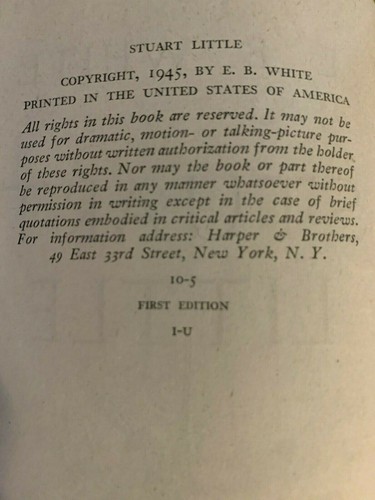 STUART LITTLE
COPYRIGHT, 1945, BY E. B. WHITE
PRINTED IN THE UNITED STATES OF AMERICA
All rights in this book are reserved. It may not be
used for dramatic, motion- or talking-picture pur-
poses without written authorization from the holder
of these rights. Nor may the book or part thereof
be reproduced in any manner whatsoever without
permission in writing except in the case of brief
quotations embodied in critical articles and reviews.
For information address: Harper & Brothers,
49 East 33rd Street, New York, N. Y.
10-5
FIRST EDITION
I-U